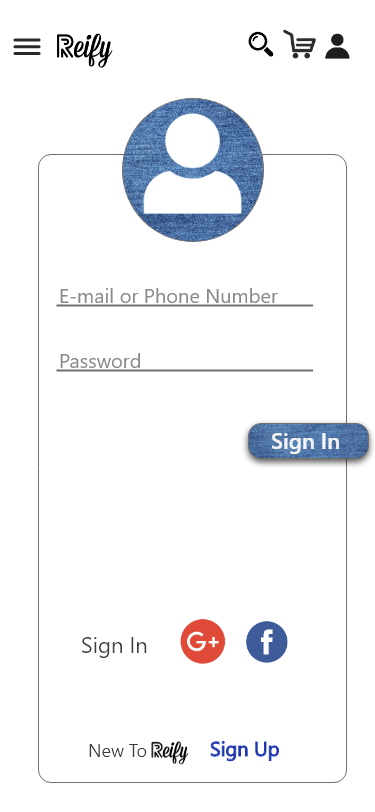 Reify
E-mail or Phone Number
Password
Sign In
Sign In G+ f
New To Reify Sign Up